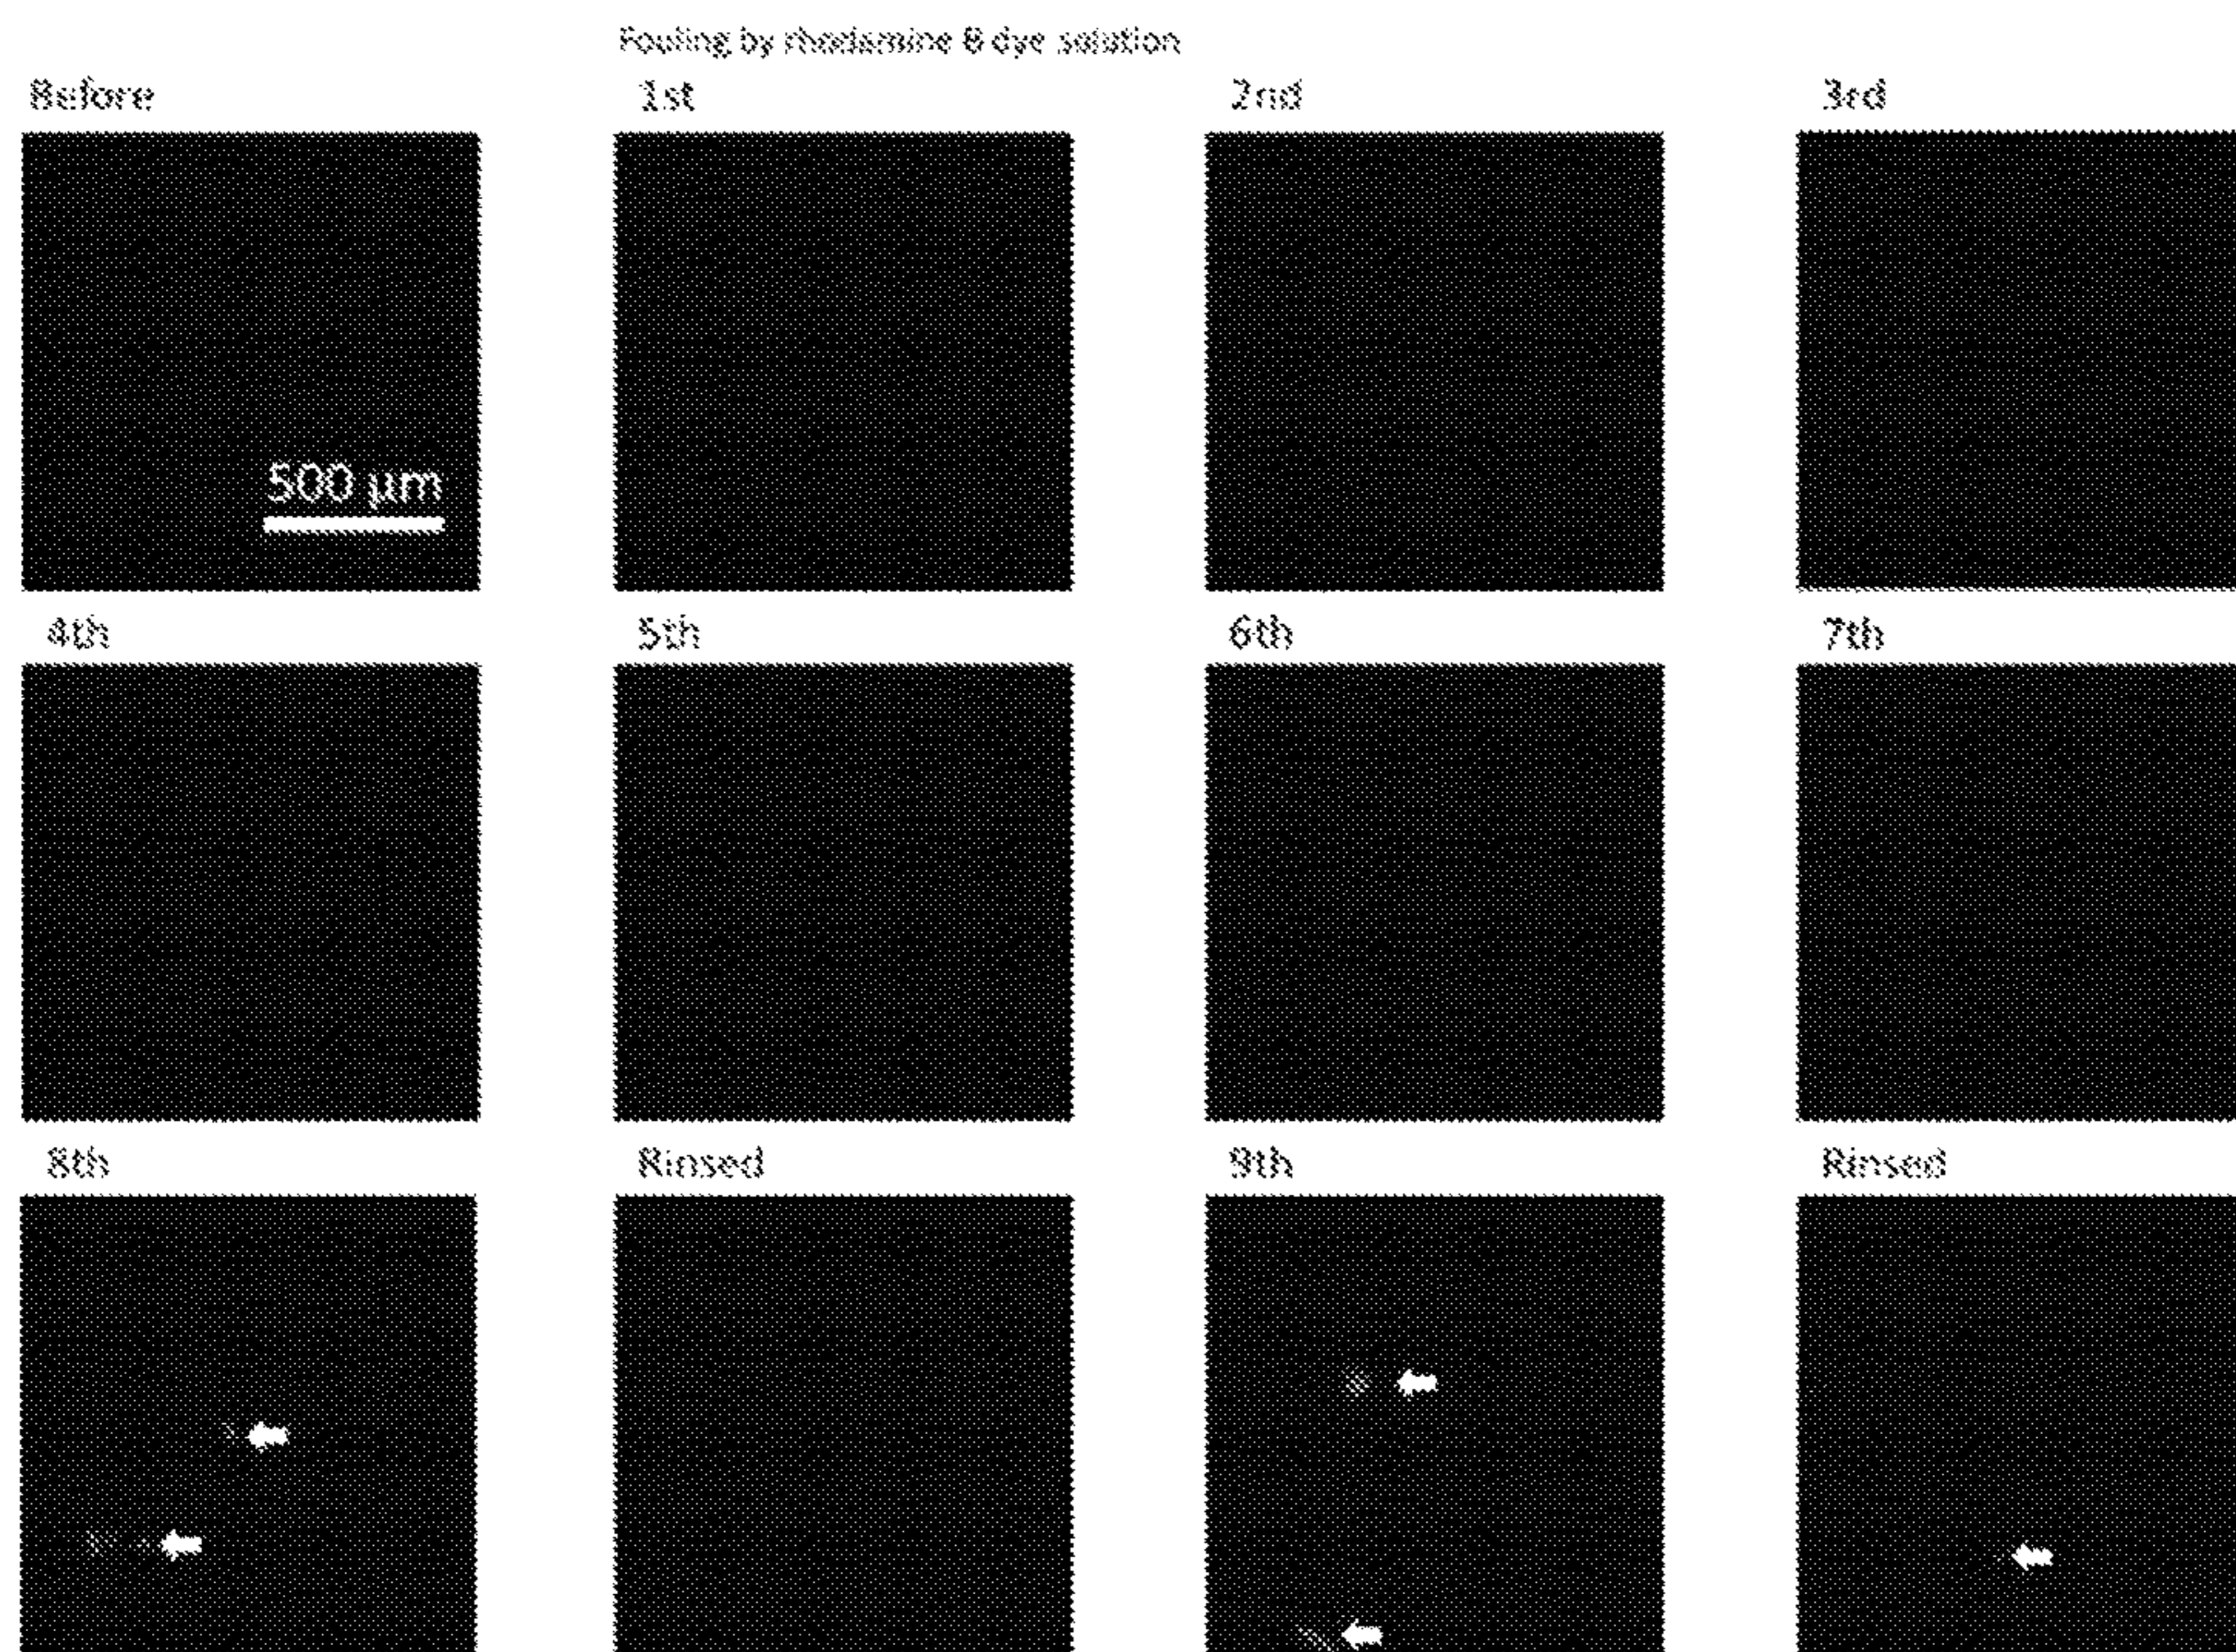 Fouling by rhodamine B dye solution
Before
1st
2nd
3rd
500 µm
4th
5th
6th
7th
8th
Rinsed
9th
Rinsed